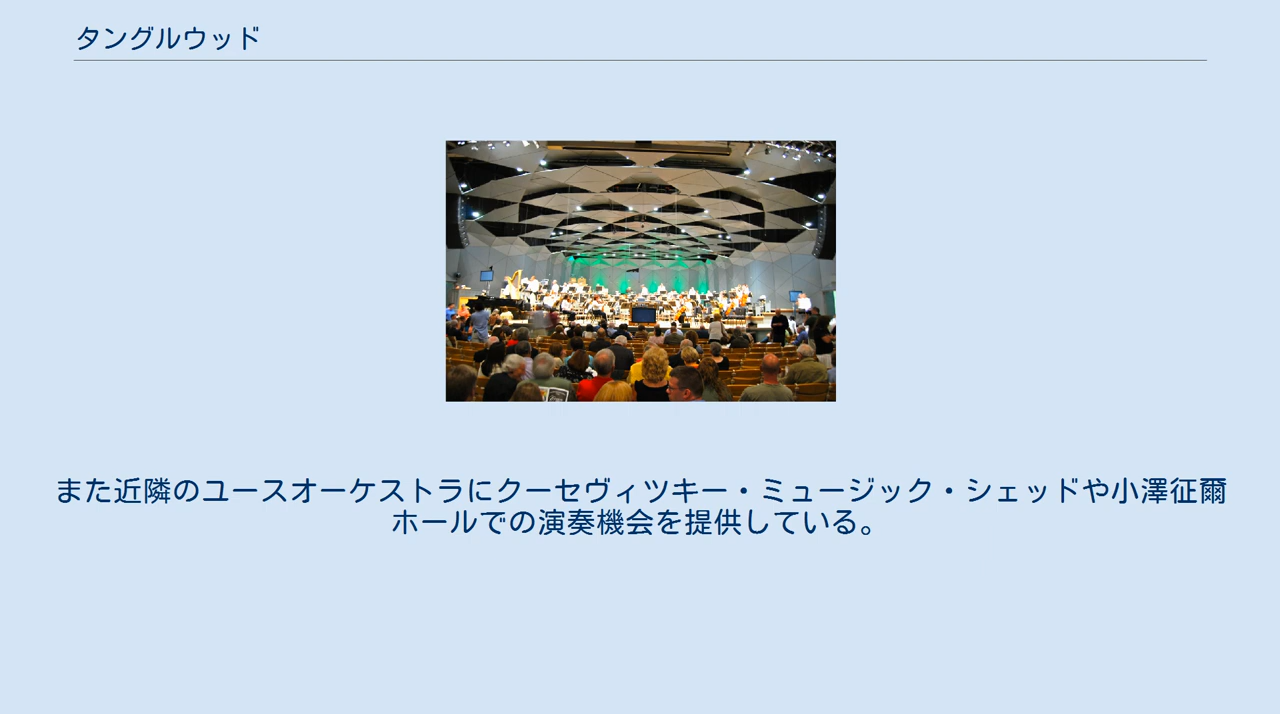 タングルウッド
また近隣のユースオーケストラにクーセヴィツキー・ミュージック・シェッドや小澤征爾
ホールでの演奏機会を提供している。